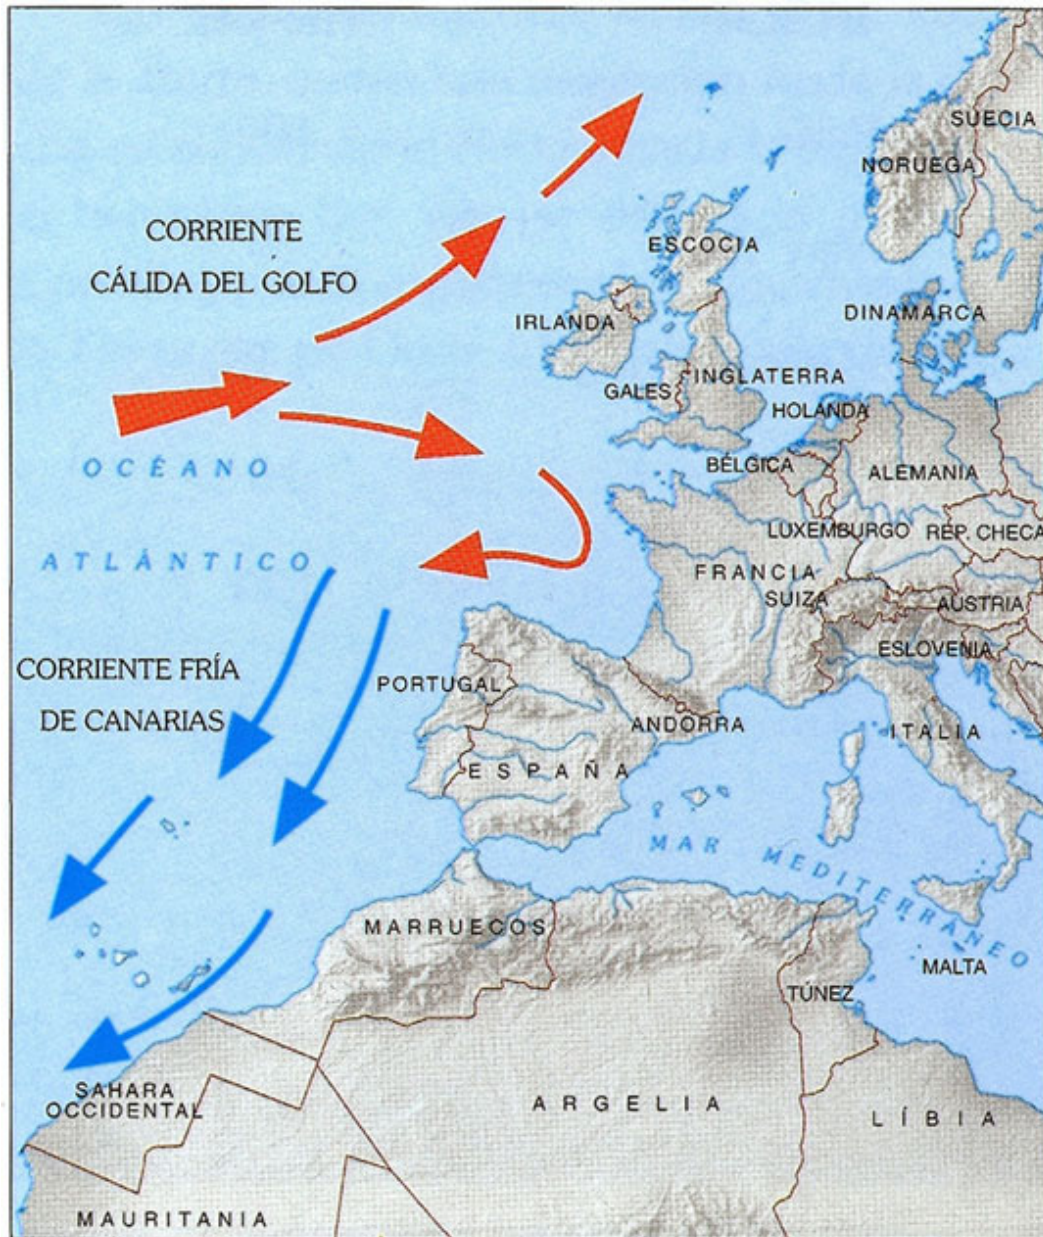 SUECIA
NORUEGA
CORRIENTE
CÁLIDA DEL GOLFO
ESCOCIA
IRLANDA
DINAMARCA
GALES
INGLATERRA
HOLANDA
OCÉANO
BÉLGICA
ALEMANIA
LUXEMBURGO
REP. CHECA
ATLÁNTICO
FRANCIA
SUIZA
AUSTRIA
ESLOVENIA
CORRIENTE FRÍA
DE CANARIAS
PORTUGAL
ANDORRA
ITALIA
ESPAÑA
MAR MEDITERRÁNEO
MARRUECOS
MALTA
TÚNEZ
SAHARA
OCCIDENTAL
ARGELIA
LÍBIA
MAURITANIA